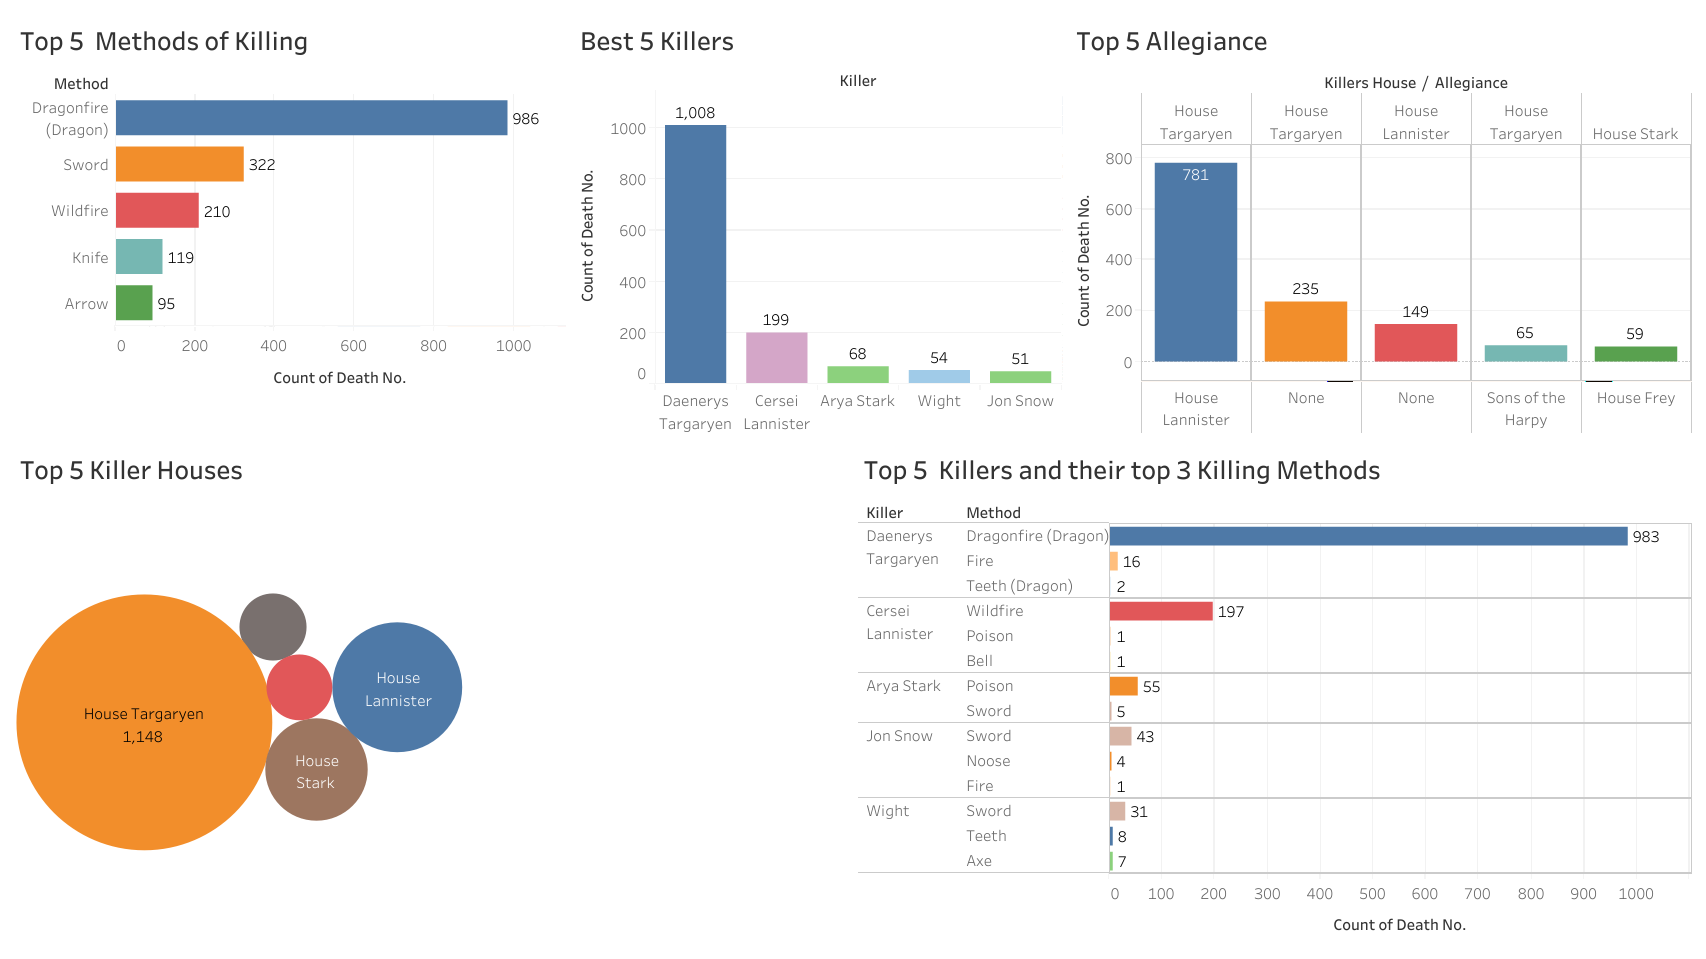 Top 5  Methods of Killing
Method
Dragonfire
(Dragon)
986
Sword
322
Wildfire
210
Knife
119
Arrow
95
0 200 400 600 800 1000
Count of Death No.
Best 5 Killers
Killer
Count of Death No.
1000
800
600
400
200
0
1,008
199
68
54
51
Daenerys
Targaryen
Cersei
Lannister
Arya Stark
Wight
Jon Snow
Top 5 Allegiance
Killers House / Allegiance
House
Targaryen
House
Targaryen
House
Lannister
House
Targaryen
House Stark
Count of Death No.
800
600
400
200
0
781
235
149
65
59
House
Lannister
None
None
Sons of the
Harpy
House Frey
Top 5 Killer Houses
House Targaryen
1,148
House
Lannister
House
Stark
Top 5  Killers and their top 3 Killing Methods
Killer Method
Daenerys
Targaryen
Dragonfire (Dragon) 983
Fire 16
Teeth (Dragon) 2
Cersei
Lannister
Wildfire 197
Poison 1
Bell 1
Arya Stark Poison 55
Sword 5
Jon Snow Sword 43
Noose 4
Fire 1
Wight Sword 31
Teeth 8
Axe 7
0 100 200 300 400 500 600 700 800 900 1000
Count of Death No.